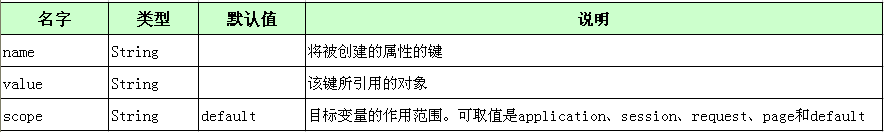 名字 类型 默认值 说明
name String 将被创建的属性的键
value String 该键所引用的对象
scope String default 目标变量的作用范围。可取值是application、session、request、page和default